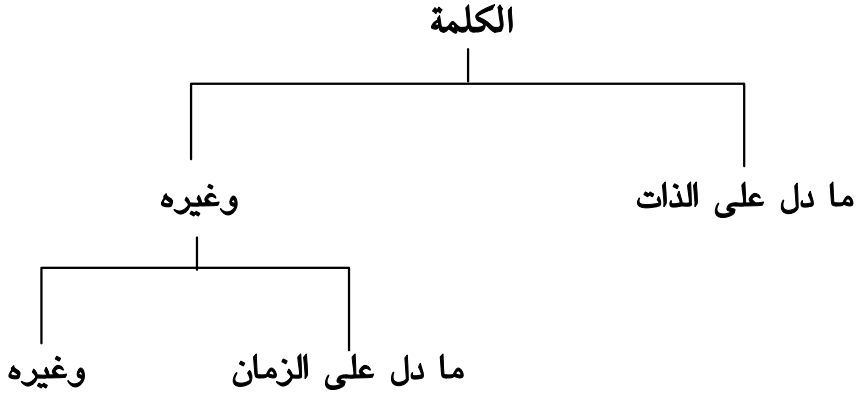 الكلمة
ما دل على الذات
وغيره
ما دل على الزمان
وغيره